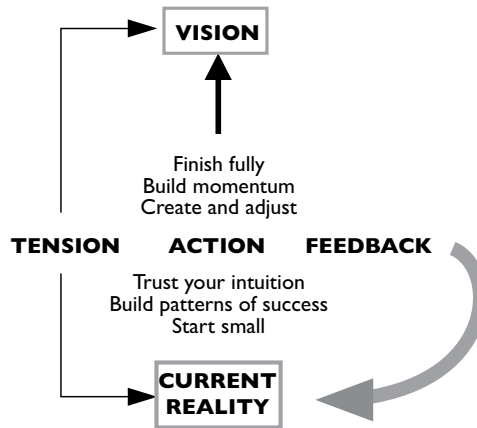 VISION
Finish fully
Build momentum
Create and adjust
TENSION ACTION FEEDBACK
Trust your intuition
Build patterns of success
Start small
CURRENT
REALITY